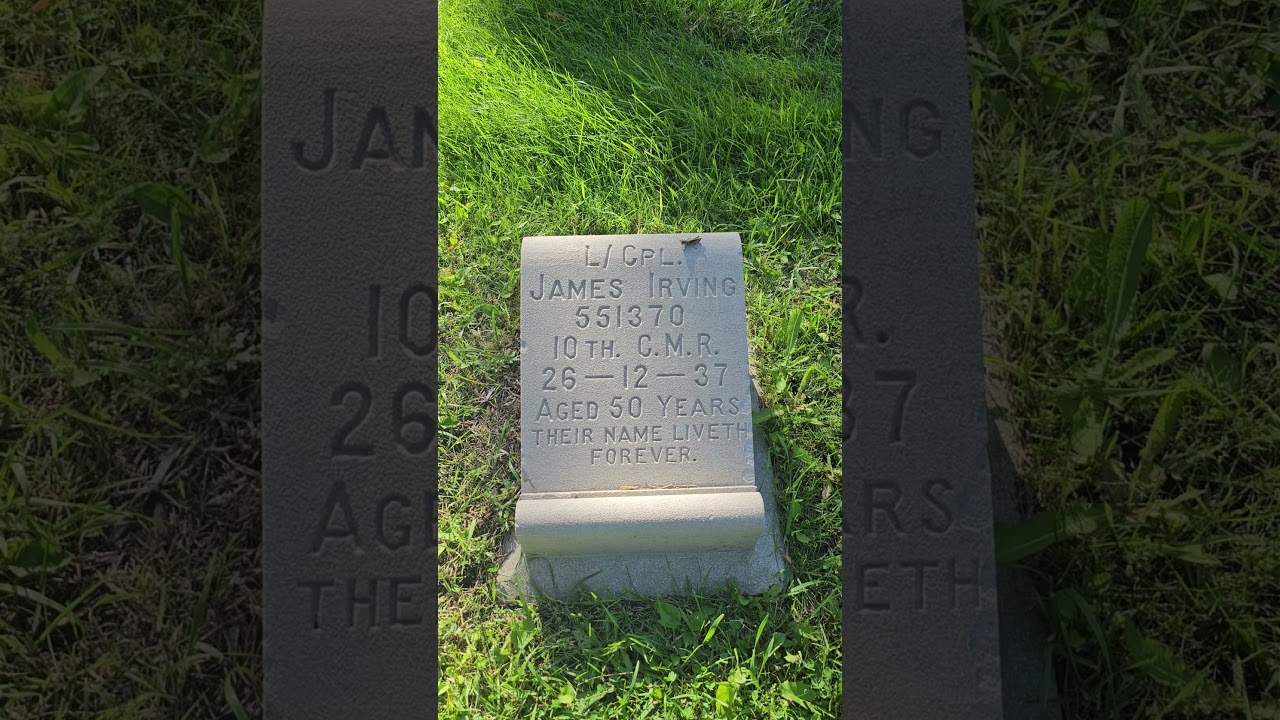 L/CPL.
JAMES IRVING
551370
10TH. C.M.R.
26—12—37
AGED 50 YEARS
THEIR NAME LIVETH
FOREVER.